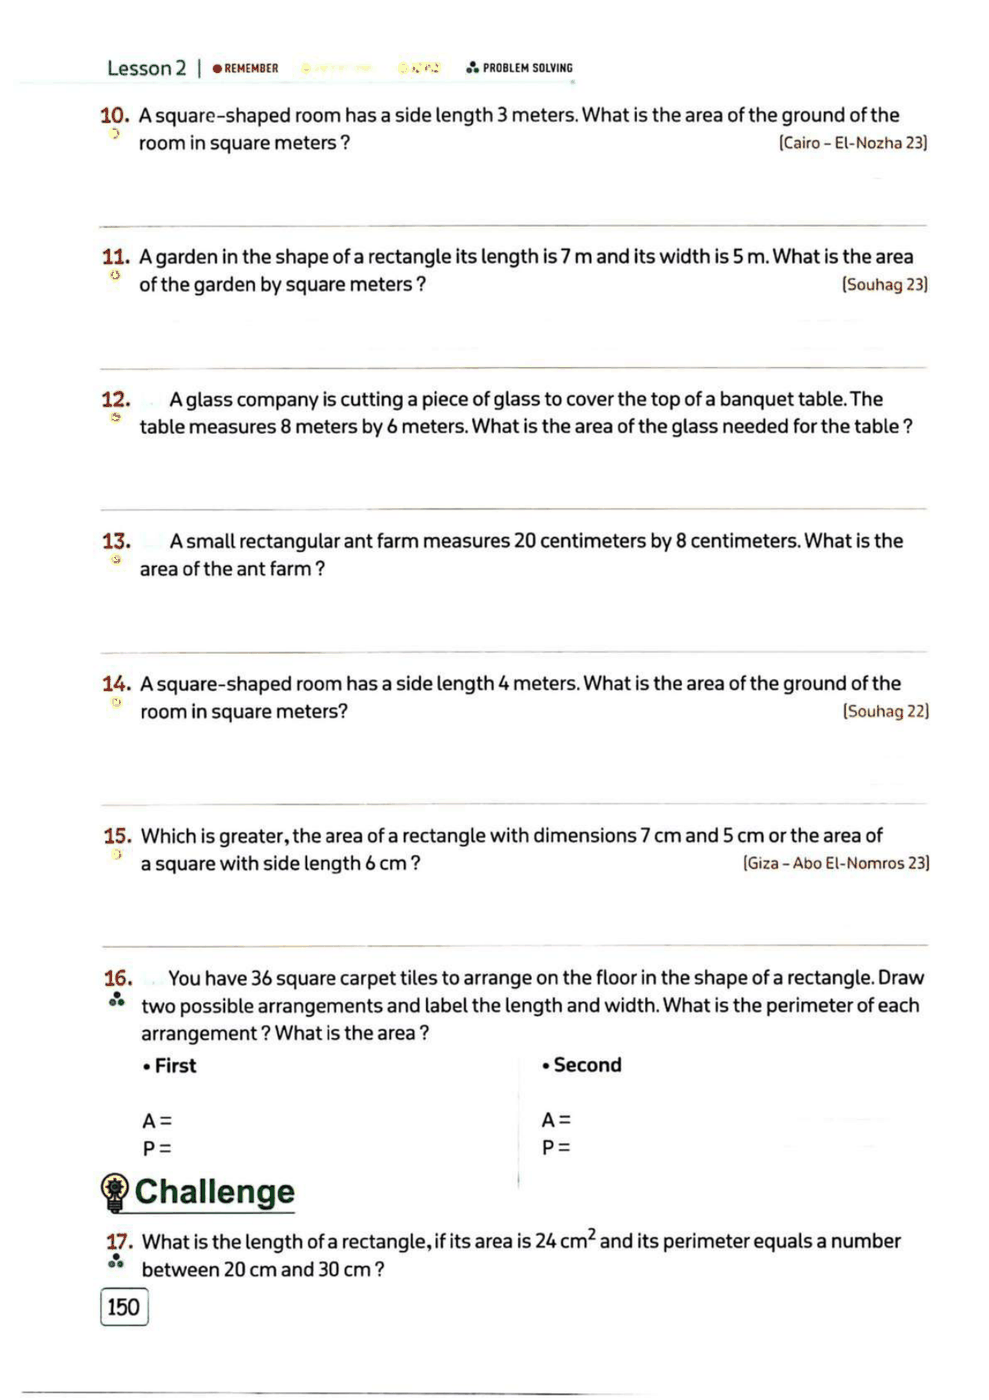 Lesson 2 | ● REMEMBER PROBLEM SOLVING
10. A square-shaped room has a side length 3 meters. What is the area of the ground of the
room in square meters ? (Cairo - El-Nozha 23)
11. A garden in the shape of a rectangle its length is 7 m and its width is 5 m. What is the area
of the garden by square meters ? (Souhag 23)
12. A glass company is cutting a piece of glass to cover the top of a banquet table. The
table measures 8 meters by 6 meters. What is the area of the glass needed for the table ?
13. A small rectangular ant farm measures 20 centimeters by 8 centimeters. What is the
area of the ant farm ?
14. A square-shaped room has a side length 4 meters. What is the area of the ground of the
room in square meters? (Souhag 22)
15. Which is greater, the area of a rectangle with dimensions 7 cm and 5 cm or the area of
a square with side length 6 cm ? (Giza - Abo El-Nomros 23)
16. You have 36 square carpet tiles to arrange on the floor in the shape of a rectangle. Draw
two possible arrangements and label the length and width. What is the perimeter of each
arrangement ? What is the area ?
• First • Second
A = A =
P = P =
Challenge
17. What is the length of a rectangle, if its area is 24 cm² and its perimeter equals a number
between 20 cm and 30 cm ?
150